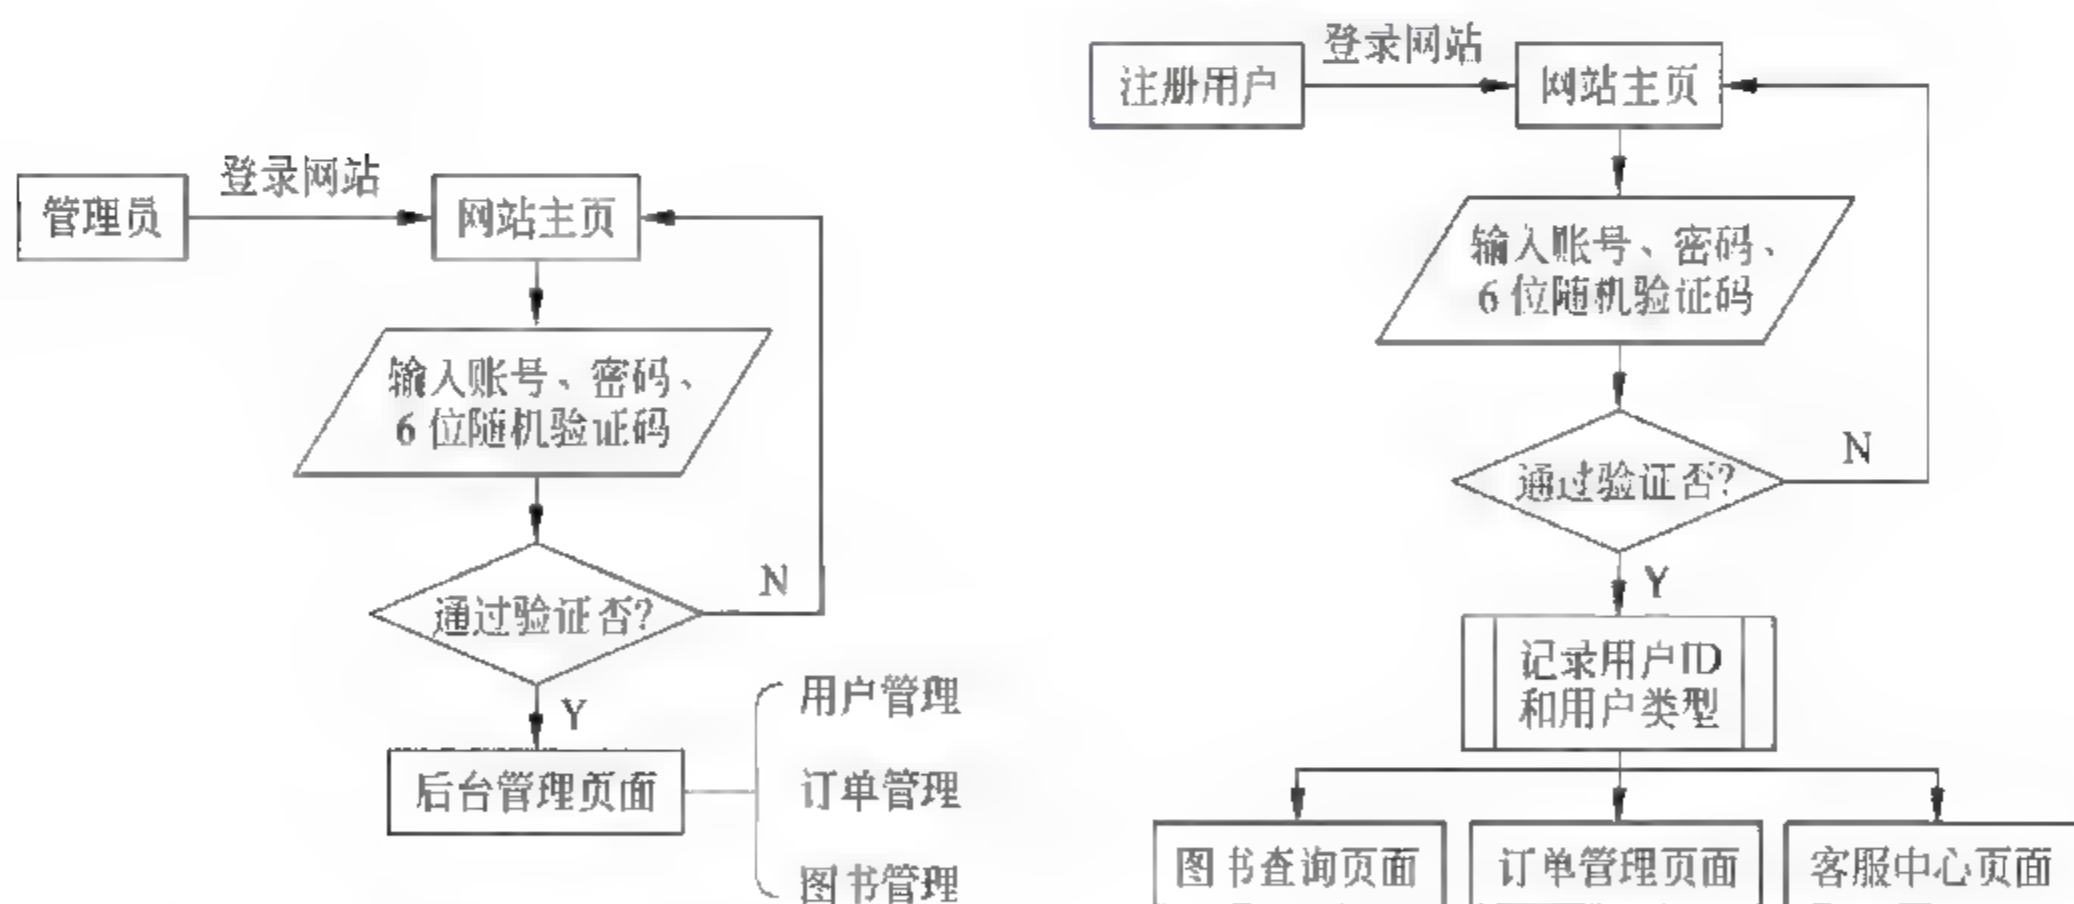 管理员
登录网站
网站主页
输入账号、密码、
6 位随机验证码
通过验证否?
N
Y
后台管理页面
用户管理
订单管理
图书管理
注册用户
登录网站
网站主页
输入账号、密码、
6 位随机验证码
通过验证否?
N
Y
记录用户ID
和用户类型
图书查询页面
订单管理页面
客服中心页面